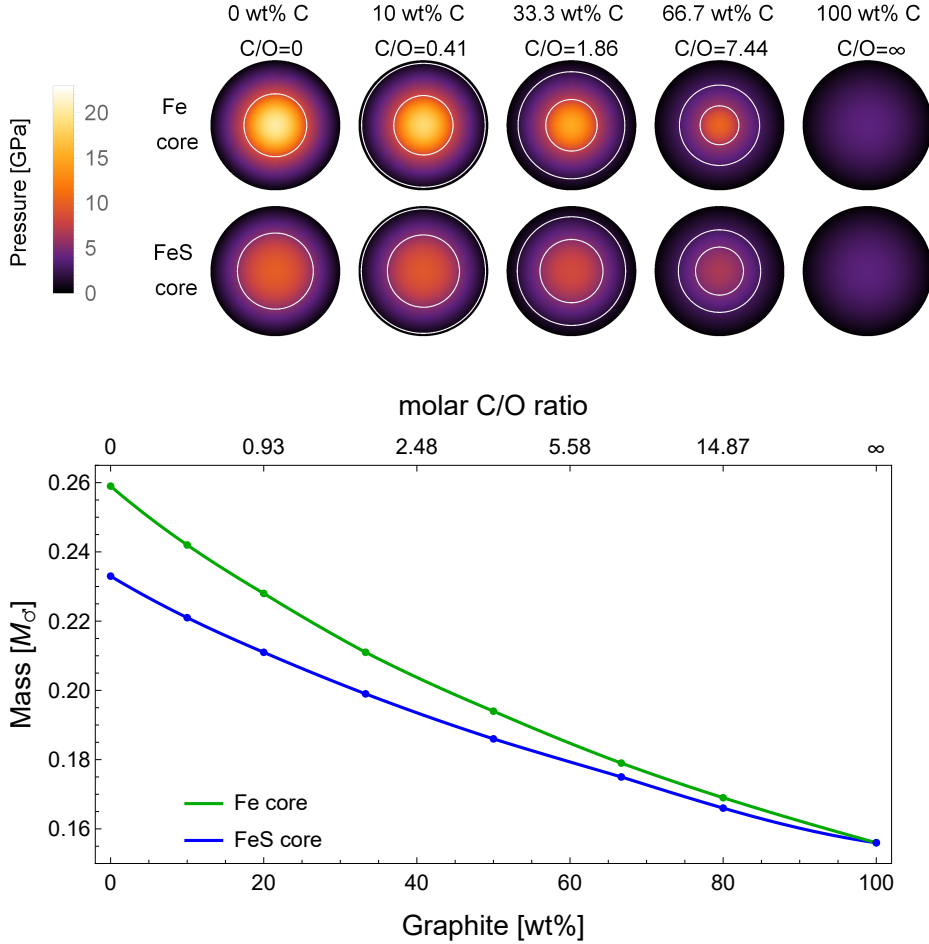 0 wt% C 10 wt% C 33.3 wt% C 66.7 wt% C 100 wt% C
C/O=0 C/O=0.41 C/O=1.86 C/O=7.44 C/O=∞
Pressure [GPa]
20
15
10
5
0
Fe
core
FeS
core
molar C/O ratio
0 0.93 2.48 5.58 14.87 ∞
Mass [M♂]
0.26
0.24
0.22
0.20
0.18
0.16
Fe core
FeS core
0 20 40 60 80 100
Graphite [wt%]